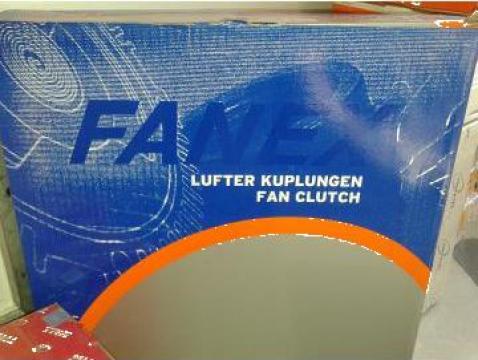 FANEX
LUFTER KUPLUNGEN
FAN CLUTCH